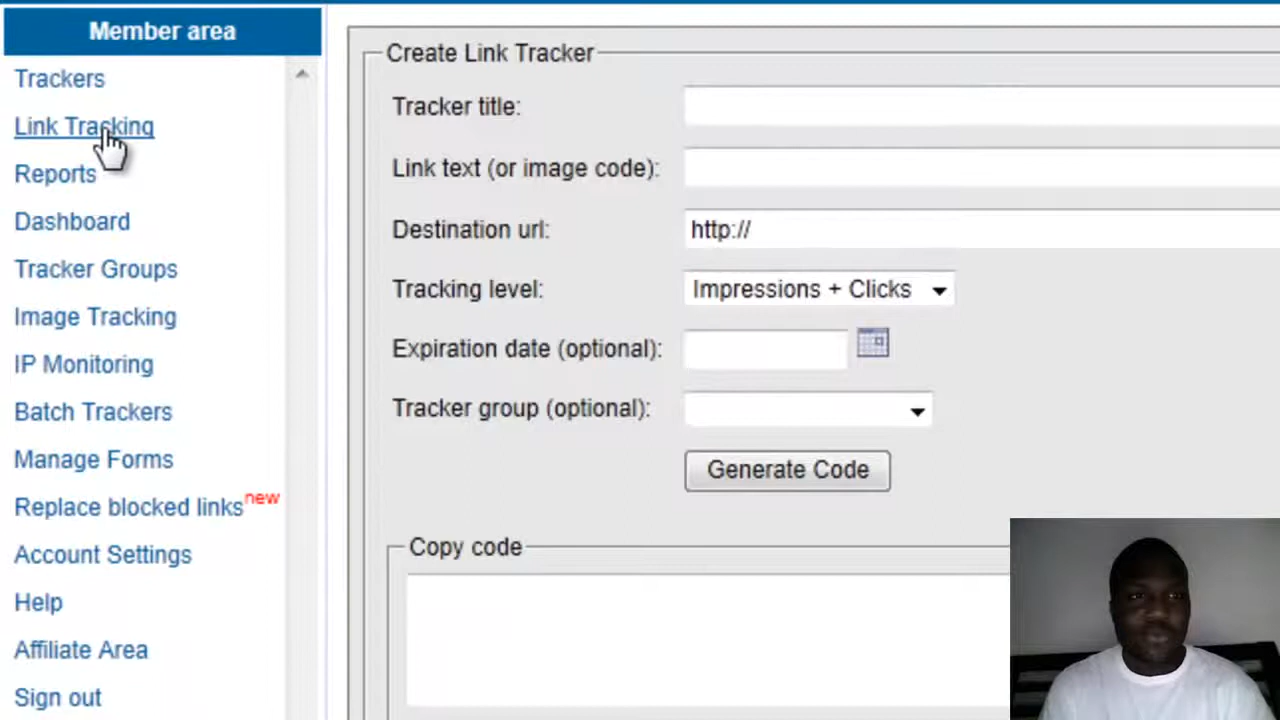 Member area
Trackers
Link Tracking
Reports
Dashboard
Tracker Groups
Image Tracking
IP Monitoring
Batch Trackers
Manage Forms
Replace blocked links new
Account Settings
Help
Affiliate Area
Sign out
Create Link Tracker
Tracker title:
Link text (or image code):
Destination url: http://
Tracking level: Impressions + Clicks
Expiration date (optional):
Tracker group (optional):
Generate Code
Copy code